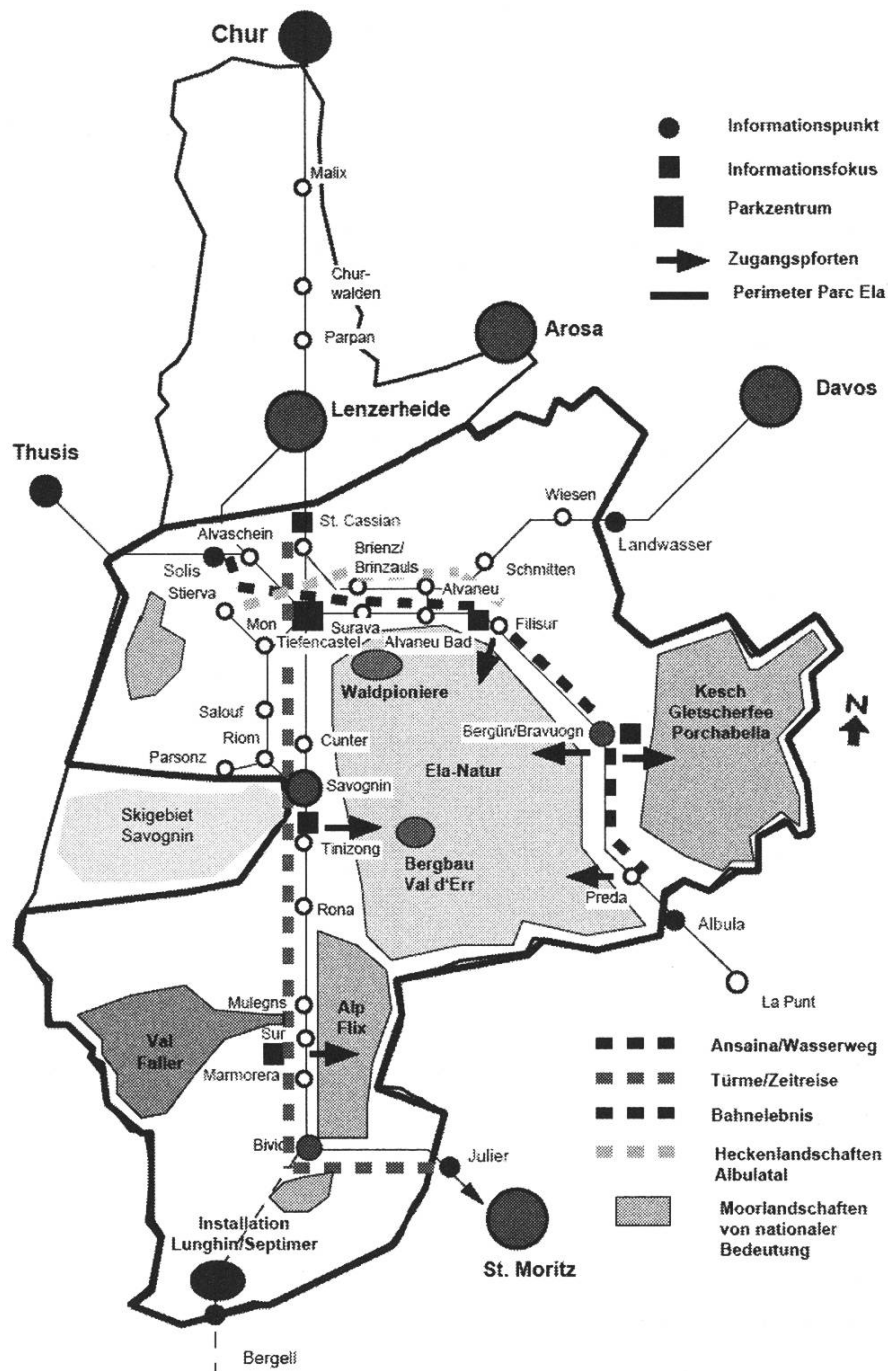 Chur
Informationspunkt
Informationsfokus
Parkzentrum
Zugangspforten
Perimeter Parc Ela
Malix
Chur-
walden
Parpan
Arosa
Lenzerheide
Davos
Thusis
Wiesen
Landwasser
St. Cassian
Alvaschein
Brienz/
Brinzauls
Schmitten
Solis
Alvaneu
Stierva
Mon
Surava
Filisur
Tiefencastel
Alvaneu Bad
Waldpioniere
Kesch
Gletscherfee
Porchabella
N
Salouf
Bergün/Bravuogn
Riom
Cunter
Ela-Natur
Parsonz
Savognin
Skigebiet
Savognin
Tinizong
Bergbau
Val d'Err
Preda
Rona
Albula
La Punt
Mulegns
Alp
Flix
Val
Faller
Sur
Marmorera
Ansaina/Wasserweg
Türme/Zeitreise
Bahnelebnis
Bivio
Julier
Heckenlandschaften
Albulatal
Installation
Lunghin/Septimer
Moorlandschaften
von nationaler
Bedeutung
St. Moritz
Bergell